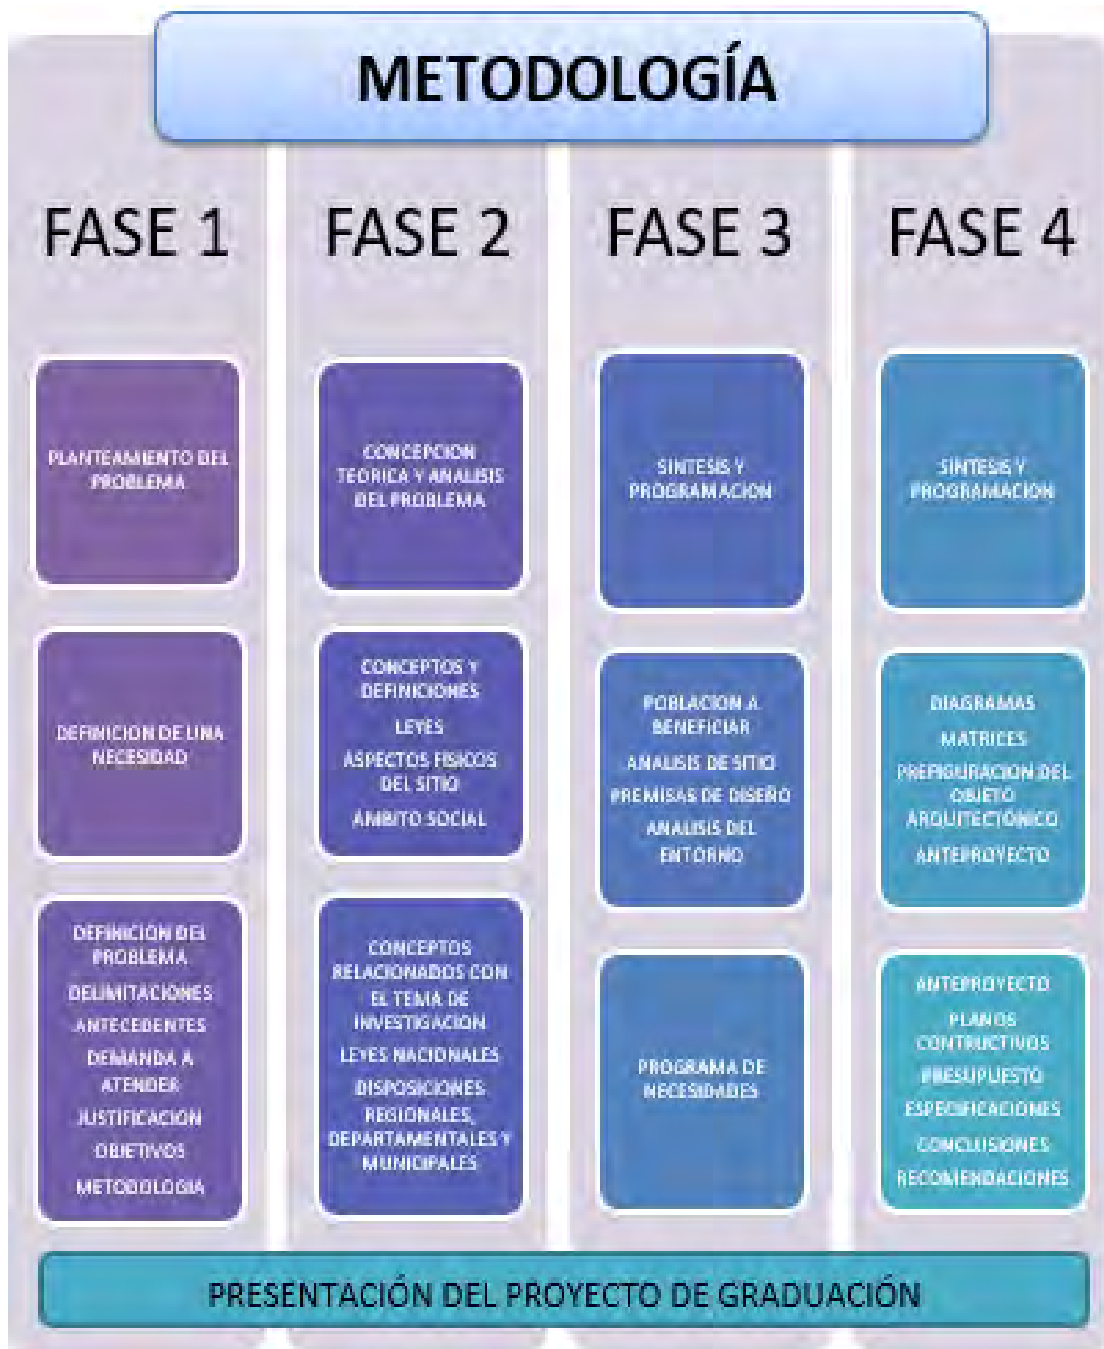 METODOLOGÍA
FASE 1
PLANTEAMIENTO DEL
PROBLEMA
DEFINICION DE UNA
NECESIDAD
DEFINICION DEL
PROBLEMA
DELIMITACIONES
ANTECEDENTES
DEMANDA A
ATENDER
JUSTIFICACION
OBJETIVOS
METODOLOGIA
FASE 2
CONCEPCION
TEORICA Y ANALISIS
DEL PROBLEMA
CONCEPTOS Y
DEFINICIONES
LEYES
ASPECTOS FÍSICOS
DEL SITIO
AMBITO SOCIAL
CONCEPTOS
RELACIONADOS CON
EL TEMA DE
INVESTIGACION
LEYES NACIONALES
DISPOSICIONES
REGIONALES,
DEPARTAMENTALES Y
MUNICIPALES
FASE 3
SINTESIS Y
PROGRAMACION
POBLACION A
BENEFICIAR
ANALISIS DE SITIO
PREMISAS DE DISEÑO
ANALISIS DEL
ENTORNO
PROGRAMA DE
NECESIDADES
FASE 4
SINTESIS Y
PROGRAMACION
DIAGRAMAS
MATRICES
PREFIGURACION DEL
OBJETO
ARQUITECTONICO
ANTEPROYECTO
ANTEPROYECTO
PLANOS
CONTRUCTIVOS
PRESUPUESTO
ESPECIFICACIONES
CONCLUSIONES
RECOMENDACIONES
PRESENTACIÓN DEL PROYECTO DE GRADUACIÓN